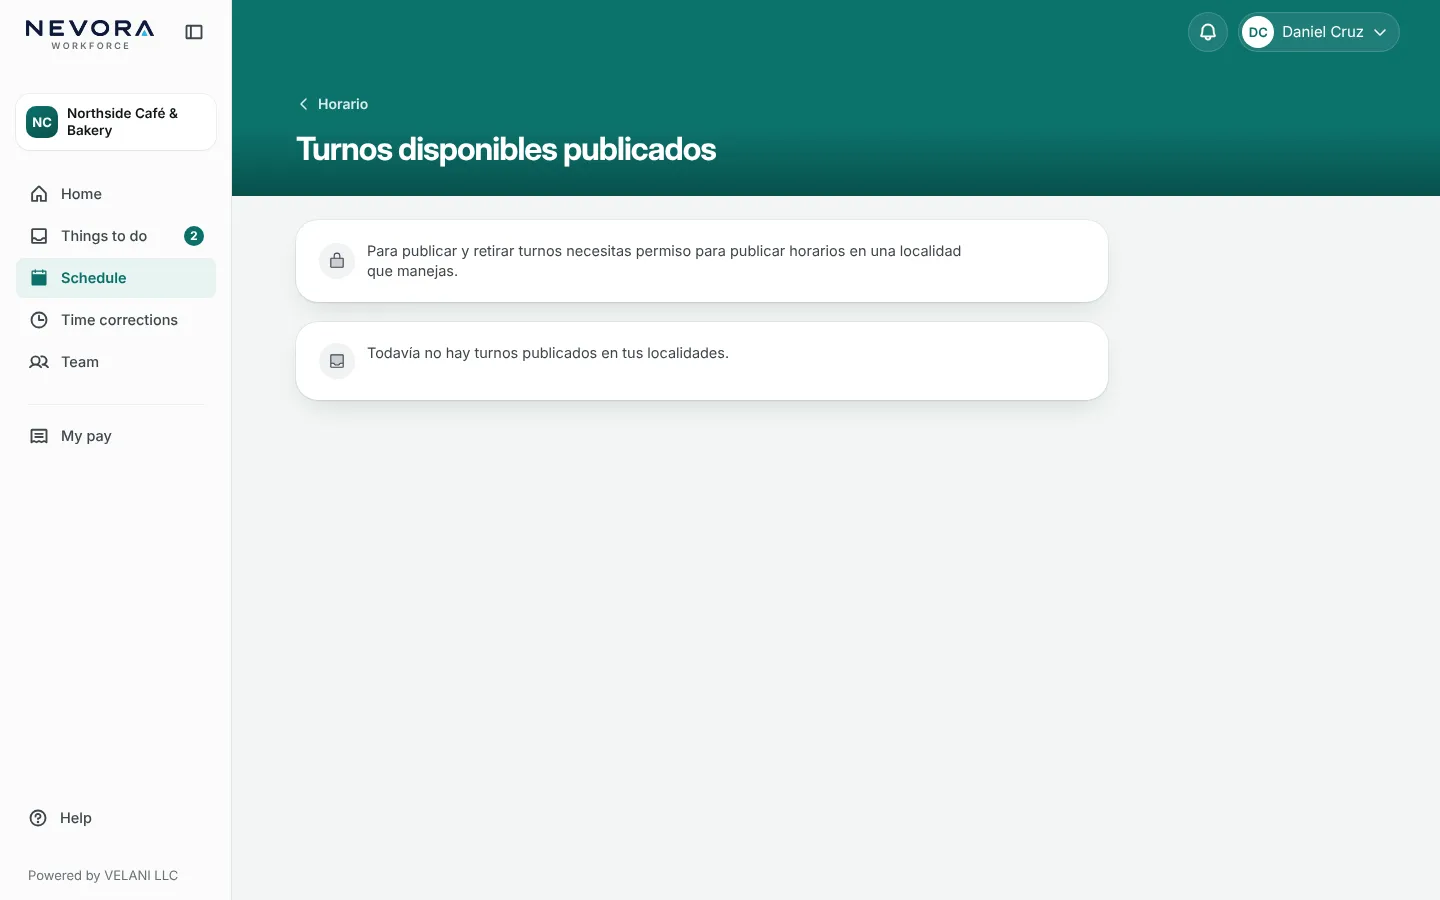 NEVORA
WORKFORCE
NC
Northside Café &
Bakery
Home
Things to do
2
Schedule
Time corrections
Team
My pay
Help
Powered by VELANI LLC
DC
Daniel Cruz
Horario
Turnos disponibles publicados
Para publicar y retirar turnos necesitas permiso para publicar horarios en una localidad
que manejas.
Todavía no hay turnos publicados en tus localidades.